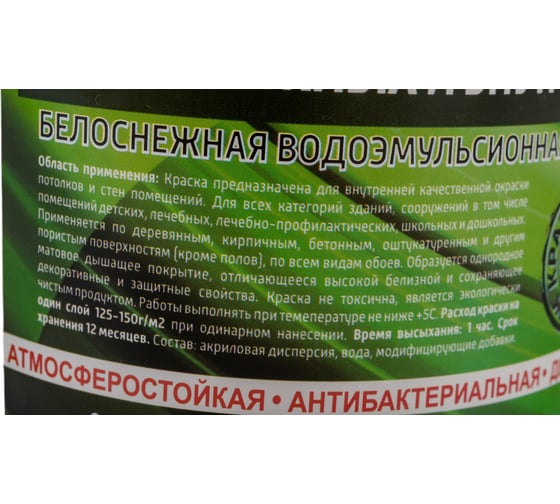 БЕЛОСНЕЖНАЯ ВОДОЭМУЛЬСИОННА
Область применения: Краска предназначена для внутренней качественной окраски
потолков и стен помещений. Для всех категорий зданий, сооружений в том числе
помещений детских, лечебных, лечебно-профилактических, школьных и дошкольных.
Применяется по деревянным, кирпичным, бетонным, оштукатуренным и другим
пористым поверхностям (кроме полов), по всем видам обоев. Образуется однородное
матовое дышащее покрытие, отличающееся высокой белизной и сохраняющее
декоративные и защитные свойства. Краска не токсична, является экологически
чистым продуктом. Работы выполнять при температуре не ниже +5С. Расход краски на
один слой 125-150г/м2 при однарном нанесении. Время высыхания: 1 час. Срок
хранения 12 месяцев. Состав: акриловая дисперсия, вода, модифицирующие добавки.
АТМОСФЕРОСТОЙКАЯ • АНТИБАКТЕРИАЛЬНАЯ •